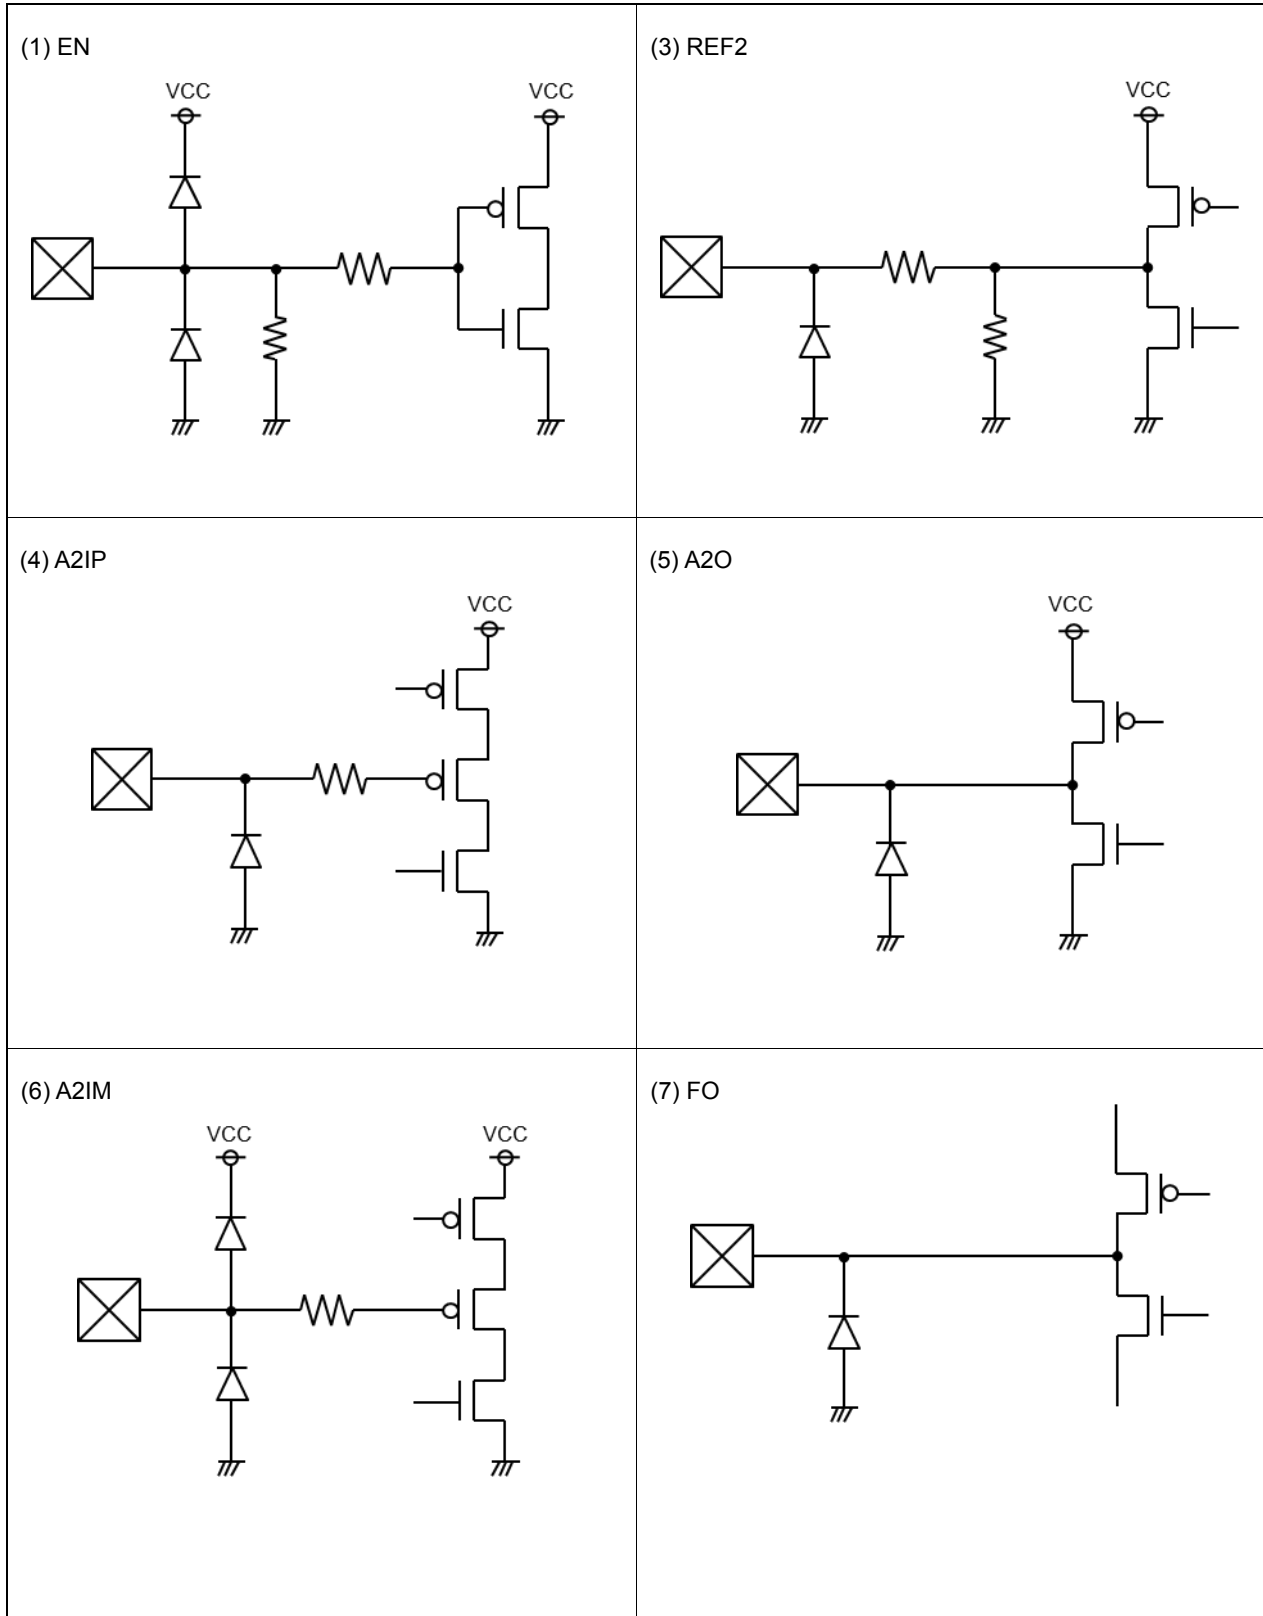 (1) EN
VCC
VCC
(3) REF2
VCC
(4) A2IP
VCC
(5) A2O
VCC
(6) A2IM
VCC
VCC
(7) FO